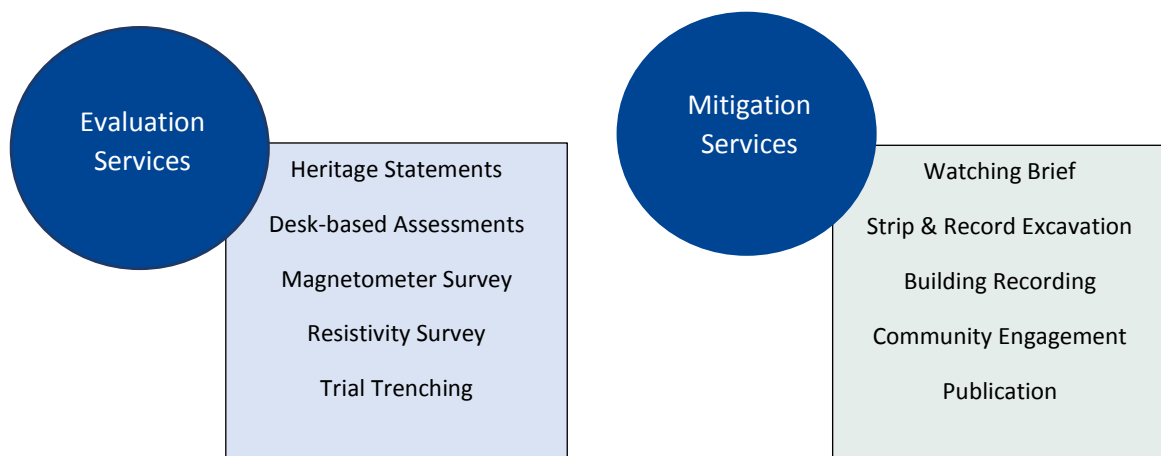 Evaluation
Services
Heritage Statements
Desk-based Assessments
Magnetometer Survey
Resistivity Survey
Trial Trenching
Mitigation
Services
Watching Brief
Strip & Record Excavation
Building Recording
Community Engagement
Publication